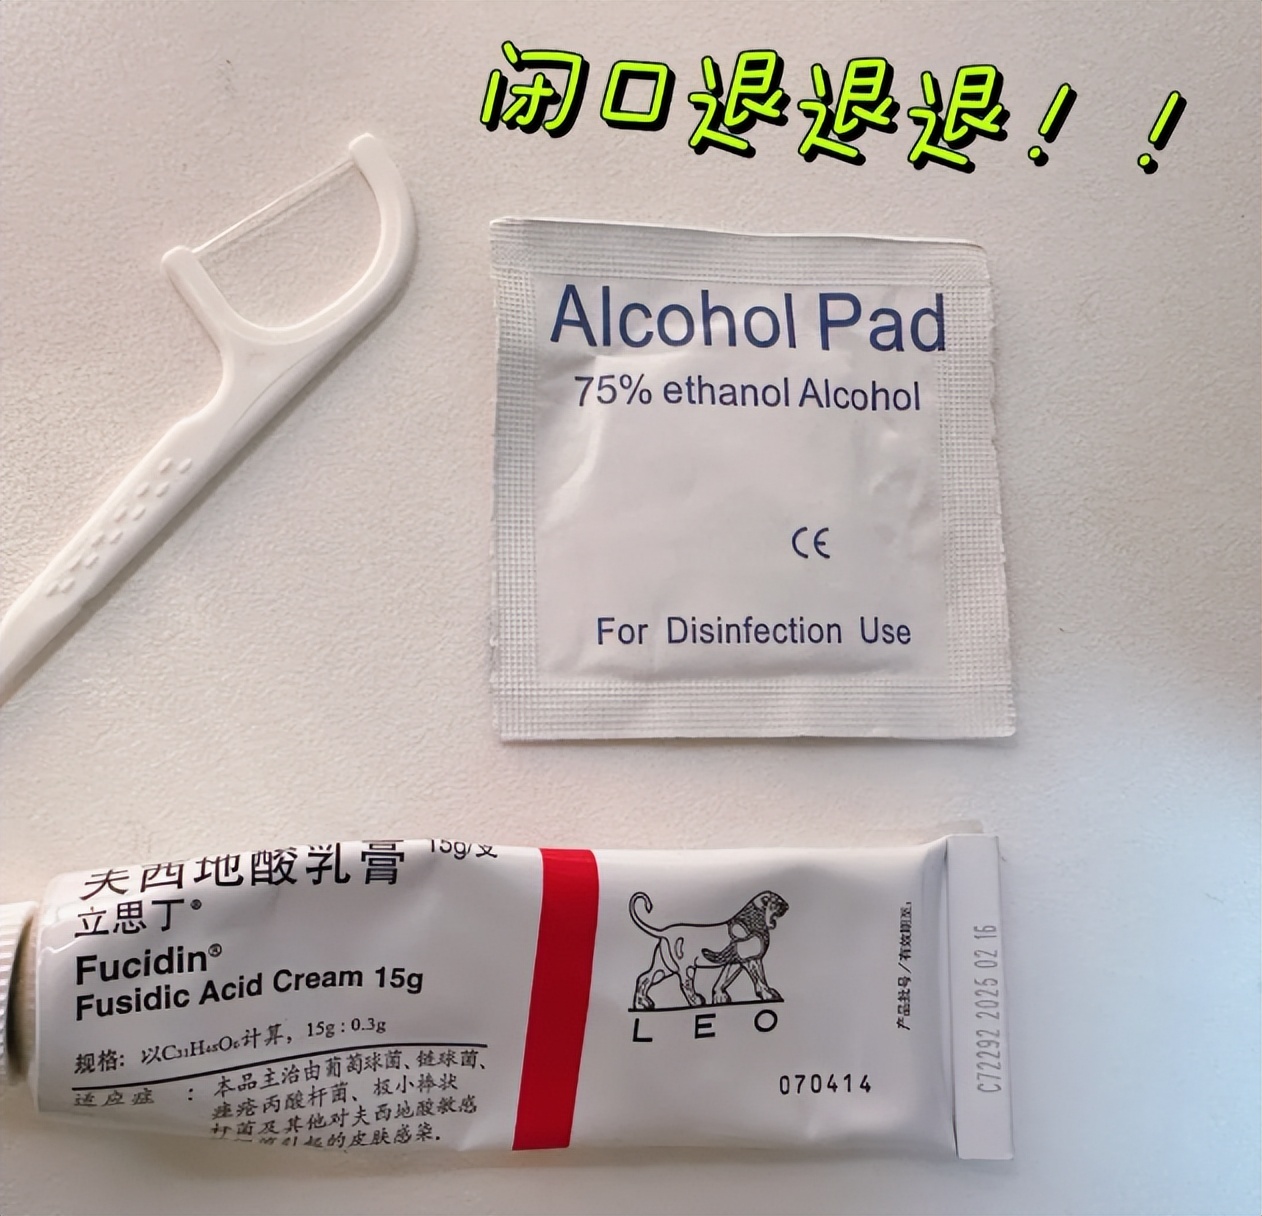 闭口退退退！！
Alcohol Pad
75% ethanol Alcohol
CE
For Disinfection Use
夫西地酸乳膏 15g/支
立思丁®
Fucidin®
Fusidic Acid Cream 15g
规格: 以C₃₁H₄₈O₆计算, 15g : 0.3g
适应症 : 本品主治由葡萄球菌、链球菌、
痤疮丙酸杆菌、极小棒状
杆菌及其他对夫西地酸敏感
的皮肤感染.
LEO
070414
产品批号/有效期至:
C72292 2025 02 16